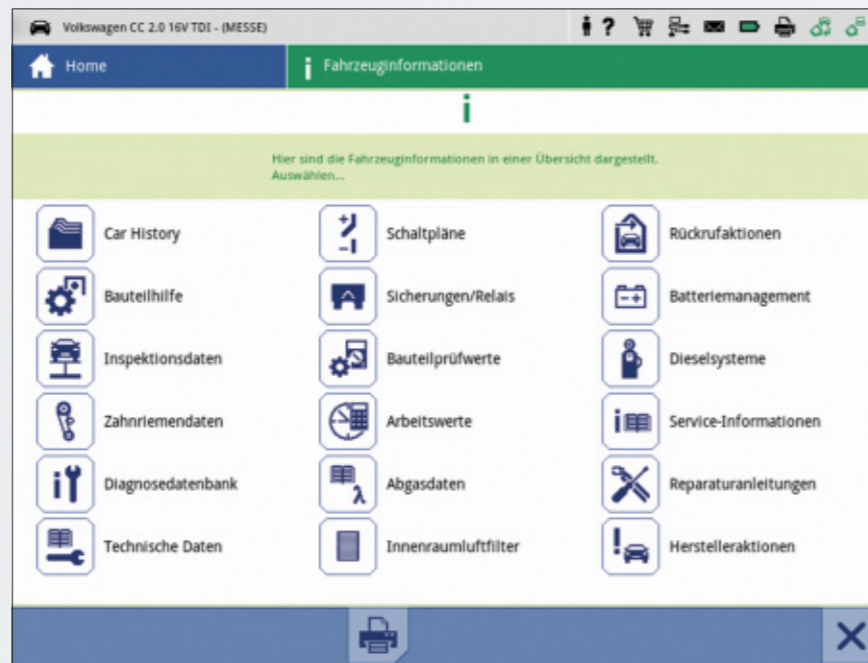 Volkswagen CC 2.0 16V TDI - (MESSE)
Home
Fahrzeuginformationen
Hier sind die Fahrzeuginformationen in einer Übersicht dargestellt.
Auswählen...
Car History
Schaltpläne
Rückrufaktionen
Bauteilhilfe
Sicherungen/Relais
Batteriemanagement
Inspektionsdaten
Bauteilprüfwerte
Dieselsysteme
Zahnriemendaten
Arbeitswerte
Service-Informationen
Diagnosedatenbank
Abgasdaten
Reparaturanleitungen
Technische Daten
Innenraumluftfilter
Herstelleraktionen